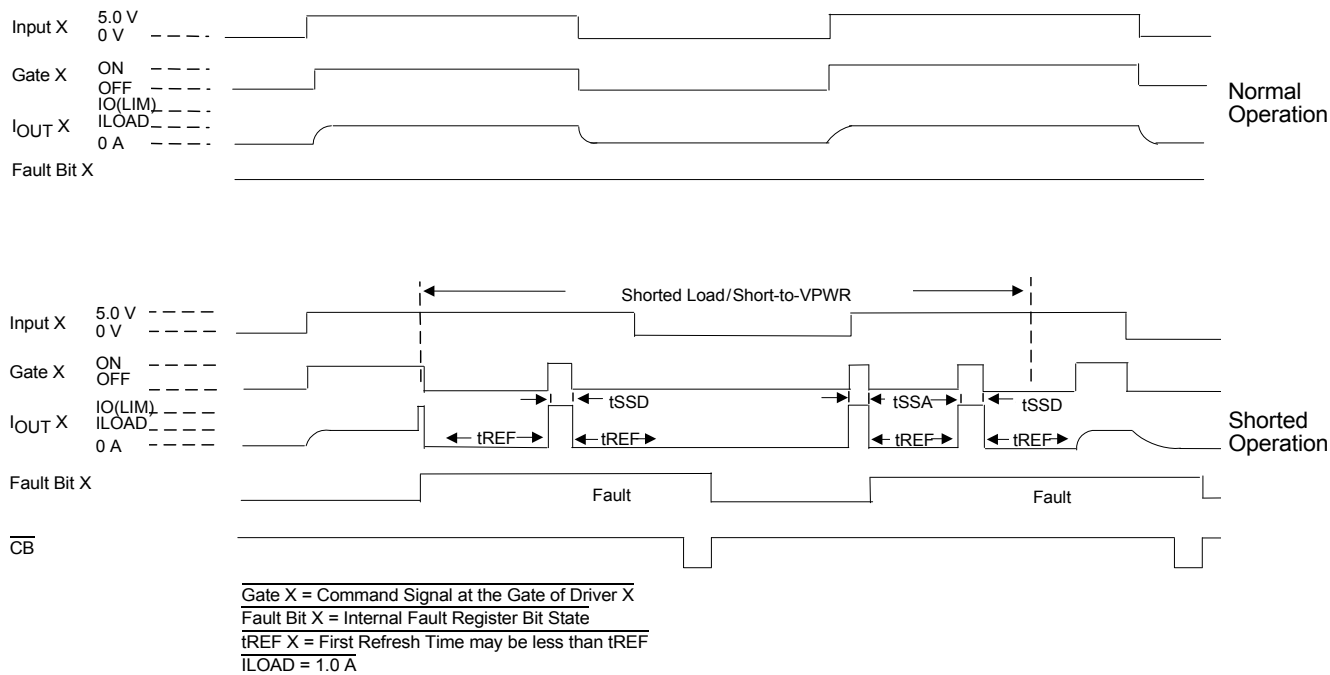 Input X 5.0 V
0 V
Gate X ON
OFF
IOUT X IO(LIM)
ILOAD
0 A
Fault Bit X
Normal
Operation
Shorted Load/Short-to-VPWR
Input X 5.0 V
0 V
Gate X ON
OFF
IOUT X IO(LIM)
ILOAD
0 A
tSSD tSSA tSSD
tREF tREF tREF tREF
Shorted
Operation
Fault Bit X
Fault Fault
CB
Gate X = Command Signal at the Gate of Driver X
Fault Bit X = Internal Fault Register Bit State
tREF X = First Refresh Time may be less than tREF
ILOAD = 1.0 A